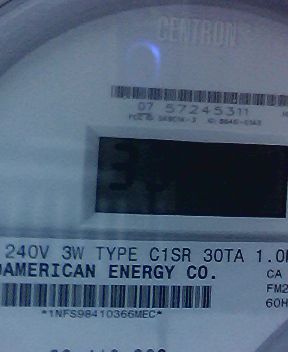 CENTRON
07 57245311
240V 3W TYPE C1SR 30TA 1.0
AMERICAN ENERGY CO.
CA
FM2
60H
*1NFS98410366MEC*